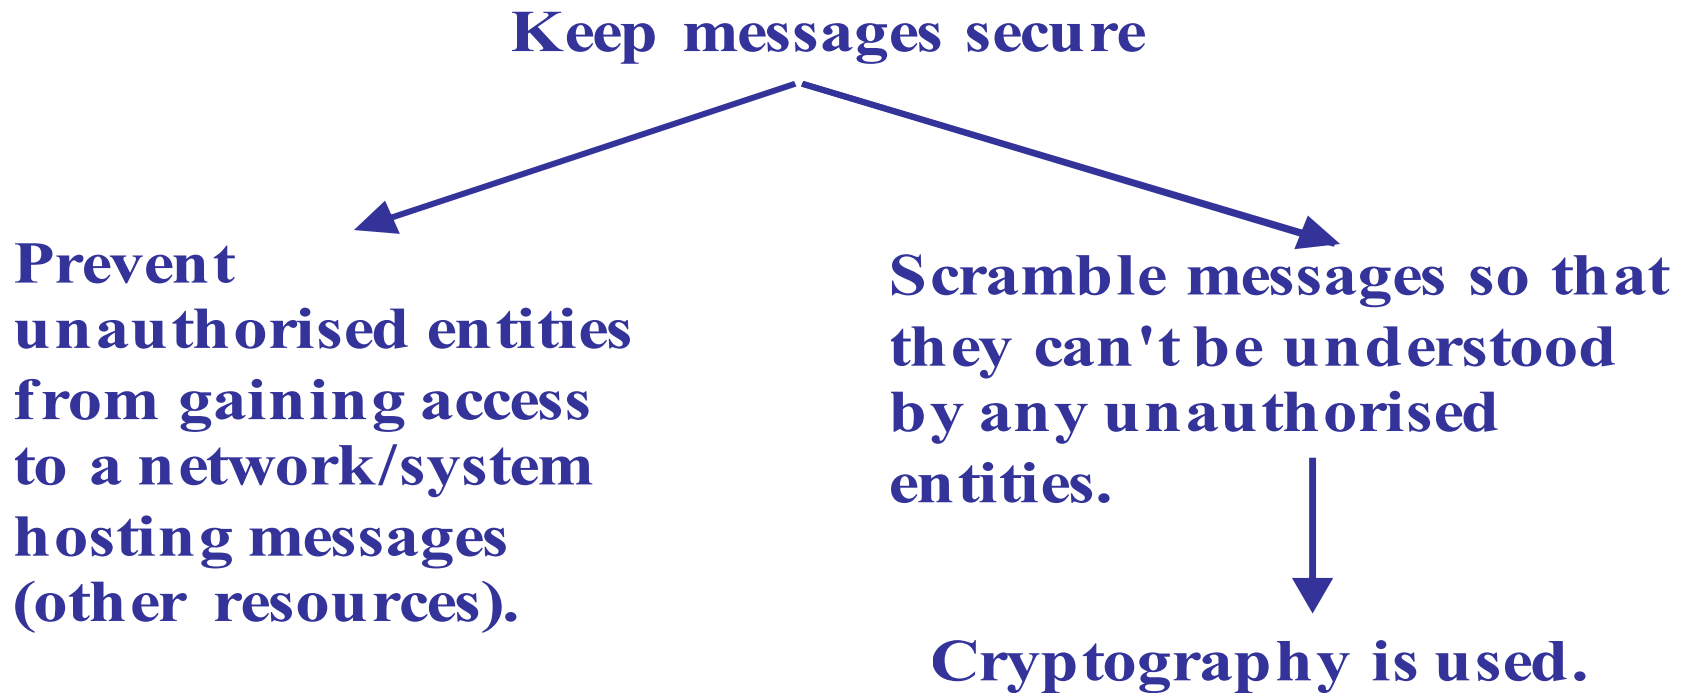 Keep messages secure
Prevent
unauthorised entities
from gaining access
to a network/system
hosting messages
(other resources).
Scramble messages so that
they can't be understood
by any unauthorised
entities.
Cryptography is used.